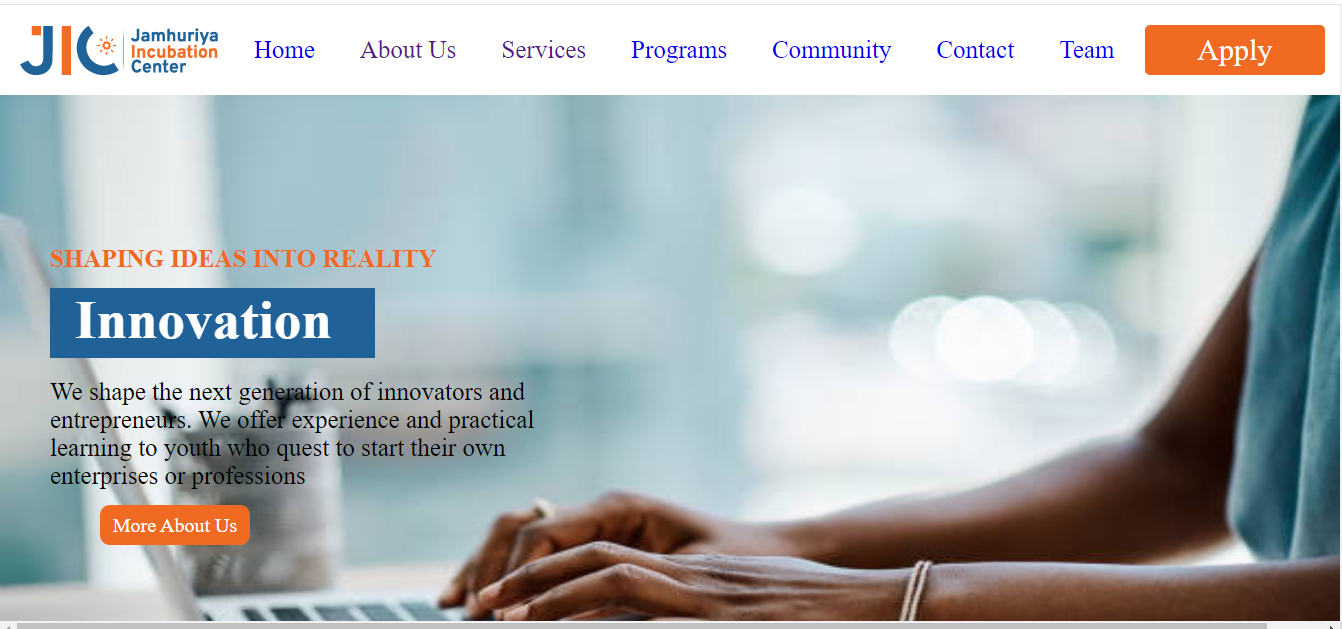 JIC
Jamhuriya
Incubation
Center
Home About Us Services Programs Community Contact Team Apply
SHAPING IDEAS INTO REALITY
Innovation
We shape the next generation of innovators and
entrepreneurs. We offer experience and practical
learning to youth who quest to start their own
enterprises or professions
More About Us